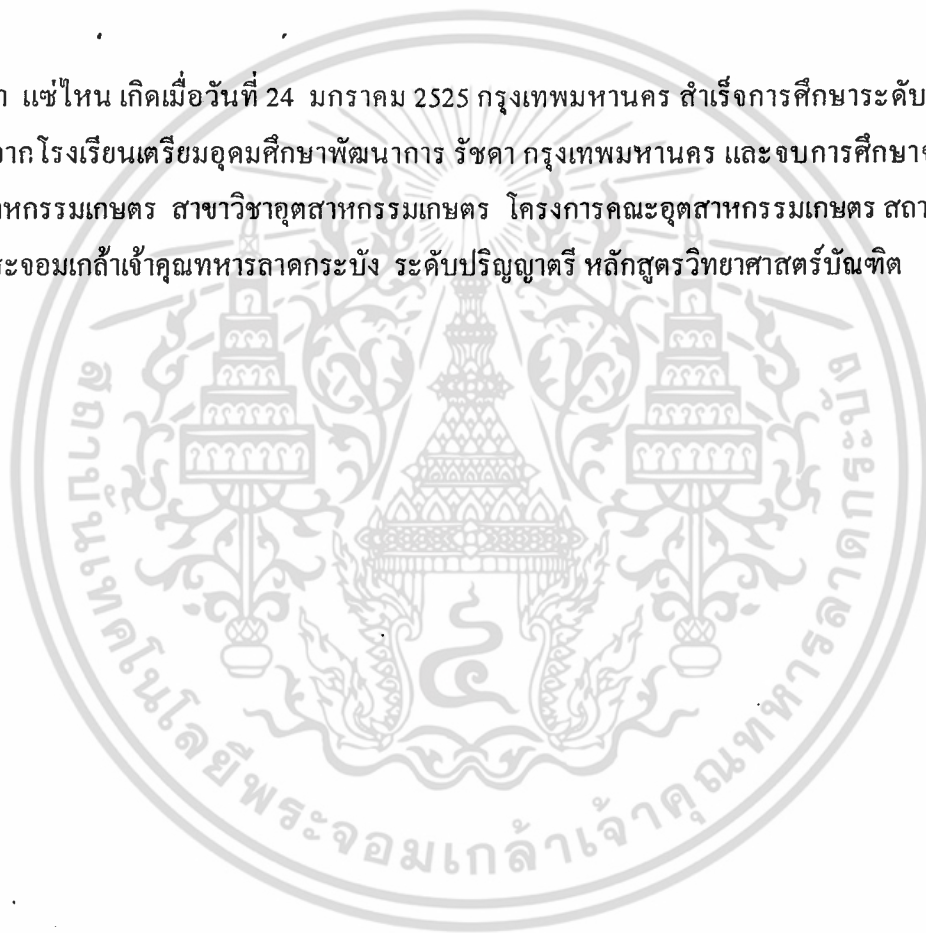 า แซ่ไหน เกิดเมื่อวันที่ 24 มกราคม 2525 กรุงเทพมหานคร สำเร็จการศึกษาระดับ
จากโรงเรียนเตรียมอุดมศึกษาพัฒนาการ รัชดา กรุงเทพมหานคร และจบการศึกษาจ
าหกรรมเกษตร สาขาวิชาอุตสาหกรรมเกษตร โครงการคณะอุตสาหกรรมเกษตร สถา
ระจอมเกล้าเจ้าคุณทหารลาดกระบัง ระดับปริญญาตรี หลักสูตรวิทยาศาสตร์บัณฑิต
สถาบันเทคโนโลยีพระจอมเกล้าเจ้าคุณทหารลาดกระบัง